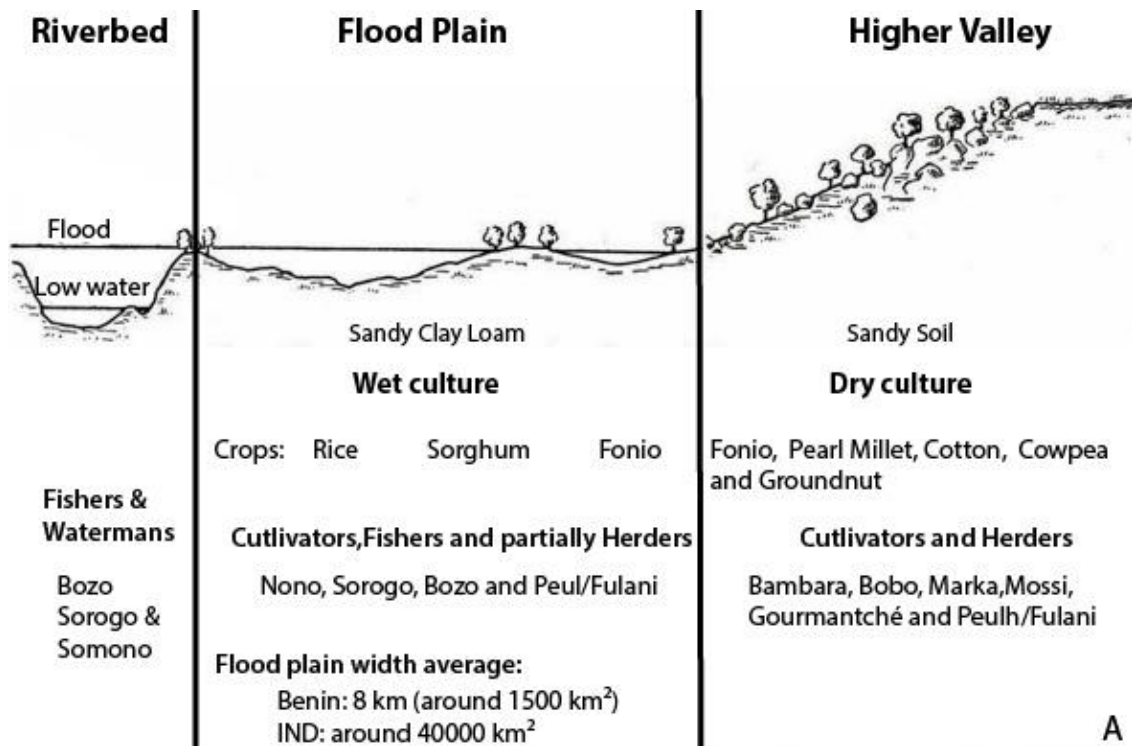 Riverbed
Flood Plain
Higher Valley
Flood
Low water
Sandy Clay Loam
Sandy Soil
Wet culture
Dry culture
Crops: Rice Sorghum Fonio
Fonio, Pearl Millet, Cotton, Cowpea
and Groundnut
Fishers &
Watermans
Cutlivators,Fishers and partially Herders
Cutlivators and Herders
Bozo
Sorogo &
Somono
Nono, Sorogo, Bozo and Peul/Fulani
Bambara, Bobo, Marka,Mossi,
Gourmantché and Peulh/Fulani
Flood plain width average:
Benin: 8 km (around 1500 km²)
IND: around 40000 km²
A